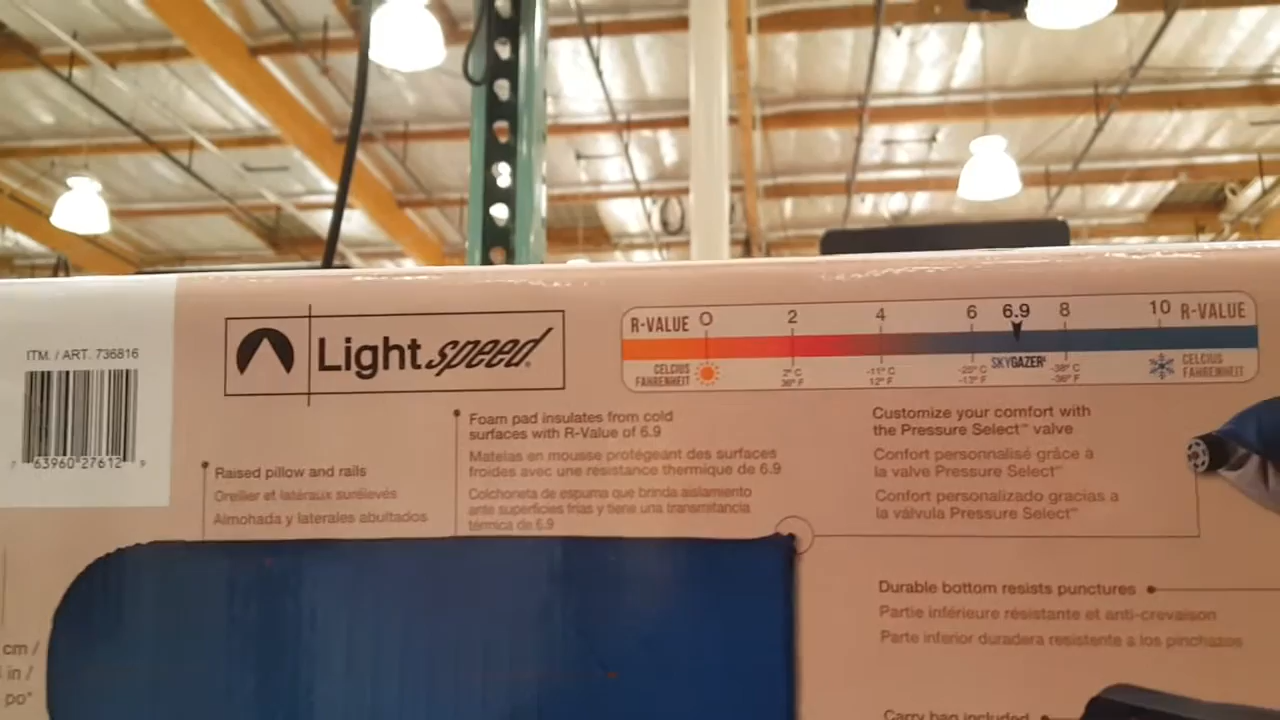 ITM. / ART. 736816
7 63960 27612 9
Lightspeed®
R-VALUE 0 2 4 6 6.9 8 10 R-VALUE
SKYGAZER
CELCIUS 2° C -11° C -25° C -38° C CELCIUS
FAHRENHEIT 36° F 12° F -13° F -36° F FAHRENHEIT
Raised pillow and rails
Oreiller et latéraux surélevés
Almohada y laterales abultados
Foam pad insulates from cold
surfaces with R-Value of 6.9
Matelas en mousse protégeant des surfaces
froides avec une résistance thermique de 6.9
Colchoneta de espuma que brinda aislamiento
ante superficies frías y tiene una transmitancia
térmica de 6.9
Customize your comfort with
the Pressure Select™ valve
Confort personnalisé grâce à
la valve Pressure Select™
Confort personalizado gracias a
la válvula Pressure Select™
Durable bottom resists punctures
Partie inférieure résistante et anti-crevaison
Parte inferior duradera resistente a los pinchazos
cm /
in /
po"
Carry bag included